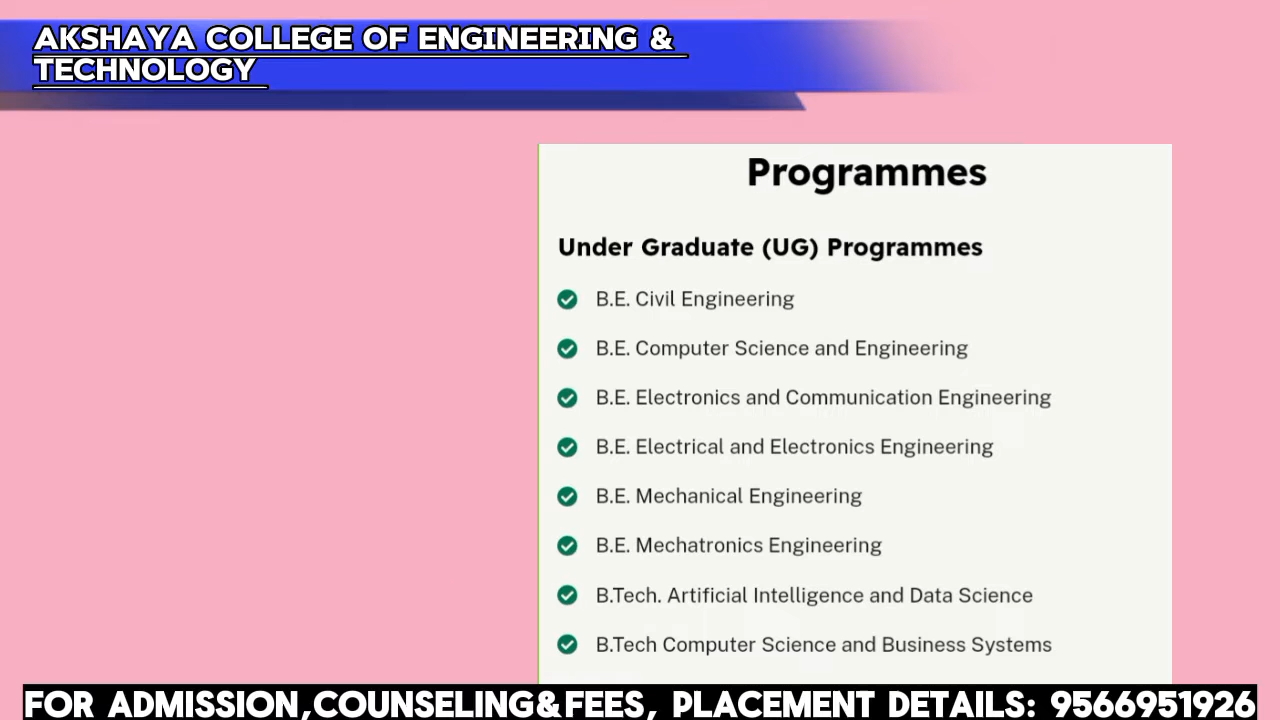 AKSHAYA COLLEGE OF ENGINEERING &
TECHNOLOGY
Programmes
Under Graduate (UG) Programmes
B.E. Civil Engineering
B.E. Computer Science and Engineering
B.E. Electronics and Communication Engineering
B.E. Electrical and Electronics Engineering
B.E. Mechanical Engineering
B.E. Mechatronics Engineering
B.Tech. Artificial Intelligence and Data Science
B.Tech Computer Science and Business Systems
FOR ADMISSION,COUNSELING&FEES, PLACEMENT DETAILS: 9566951926